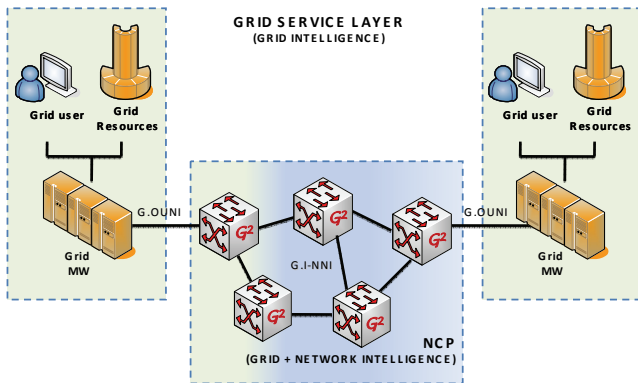 GRID SERVICE LAYER
(GRID INTELLIGENCE)
Grid user
Grid
Resources
Grid
MW
G.OUNI
G²
G²
G²
G.I-NNI
G²
G²
NCP
(GRID + NETWORK INTELLIGENCE)
G.OUNI
Grid user
Grid
Resources
Grid
MW